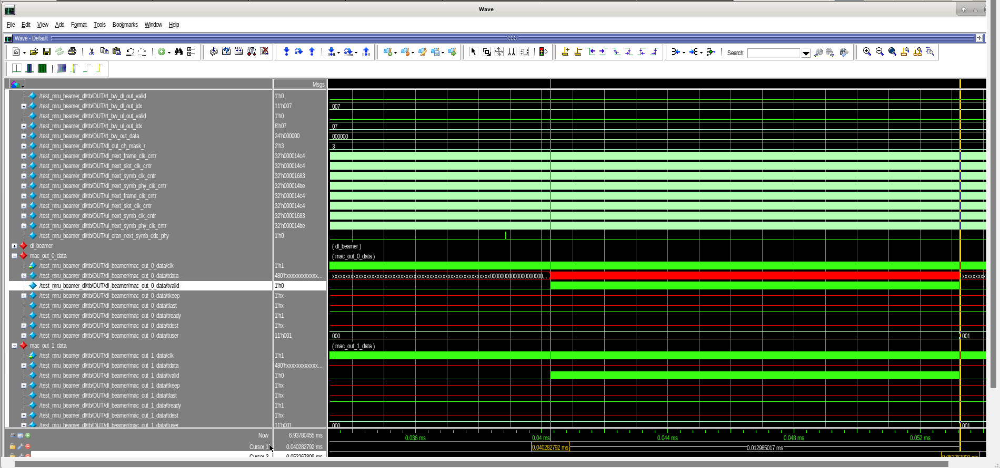 Wave
File Edit View Add Format Tools Bookmarks Window Help
Wave - Default
Search:
Msgs
/test_mru_beamer_dl/tb/DUT/rt_bw_dl_out_valid 1'h0
/test_mru_beamer_dl/tb/DUT/rt_bw_dl_out_idx 11'h007 007
/test_mru_beamer_dl/tb/DUT/rt_bw_ul_out_valid 1'h0
/test_mru_beamer_dl/tb/DUT/rt_bw_ul_out_idx 8'h07 07
/test_mru_beamer_dl/tb/DUT/rt_bw_out_data 24'h000000 000000
/test_mru_beamer_dl/tb/DUT/dl_out_ch_mask_r 2'h3 3
/test_mru_beamer_dl/tb/DUT/dl_next_frame_clk_cntr 32'h000014c4
/test_mru_beamer_dl/tb/DUT/dl_next_slot_clk_cntr 32'h000014c4
/test_mru_beamer_dl/tb/DUT/dl_next_symb_clk_cntr 32'h00001683
/test_mru_beamer_dl/tb/DUT/dl_next_symb_phy_clk_cntr 32'h000014be
/test_mru_beamer_dl/tb/DUT/ul_next_frame_clk_cntr 32'h000014c4
/test_mru_beamer_dl/tb/DUT/ul_next_slot_clk_cntr 32'h000014c4
/test_mru_beamer_dl/tb/DUT/ul_next_symb_clk_cntr 32'h00001683
/test_mru_beamer_dl/tb/DUT/ul_next_symb_phy_clk_cntr 32'h000014be
/test_mru_beamer_dl/tb/DUT/ul_oran_next_symb_cdc_phy 1'h0
dl_beamer ( dl_beamer )
mac_out_0_data ( mac_out_0_data )
/test_mru_beamer_dl/tb/DUT/dl_beamer/mac_out_0_data/clk 1'h1
/test_mru_beamer_dl/tb/DUT/dl_beamer/mac_out_0_data/tdata 480'hxxxxxxxxxxxxx...
/test_mru_beamer_dl/tb/DUT/dl_beamer/mac_out_0_data/tvalid 1'h0
/test_mru_beamer_dl/tb/DUT/dl_beamer/mac_out_0_data/tkeep 1'hx
/test_mru_beamer_dl/tb/DUT/dl_beamer/mac_out_0_data/tlast 1'hx
/test_mru_beamer_dl/tb/DUT/dl_beamer/mac_out_0_data/tready 1'h1
/test_mru_beamer_dl/tb/DUT/dl_beamer/mac_out_0_data/tdest 1'hx
/test_mru_beamer_dl/tb/DUT/dl_beamer/mac_out_0_data/tuser 11'h001 000 001
mac_out_1_data ( mac_out_1_data )
/test_mru_beamer_dl/tb/DUT/dl_beamer/mac_out_1_data/clk 1'h1
/test_mru_beamer_dl/tb/DUT/dl_beamer/mac_out_1_data/tdata 480'hxxxxxxxxxxxxx...
/test_mru_beamer_dl/tb/DUT/dl_beamer/mac_out_1_data/tvalid 1'h0
/test_mru_beamer_dl/tb/DUT/dl_beamer/mac_out_1_data/tkeep 1'hx
/test_mru_beamer_dl/tb/DUT/dl_beamer/mac_out_1_data/tlast 1'hx
/test_mru_beamer_dl/tb/DUT/dl_beamer/mac_out_1_data/tready 1'h1
/test_mru_beamer_dl/tb/DUT/dl_beamer/mac_out_1_data/tdest 1'hx
/test_mru_beamer_dl/tb/DUT/dl_beamer/mac_out_1_data/tuser 11'h001 000 001
Now 6.93780455 ms 0.036 ms 0.04 ms 0.044 ms 0.048 ms 0.052 ms
Cursor 1 0.040282792 ms 0.040282792 ms 0.012985017 ms
Cursor 3 0.053267809 ms 0.053267809 ms